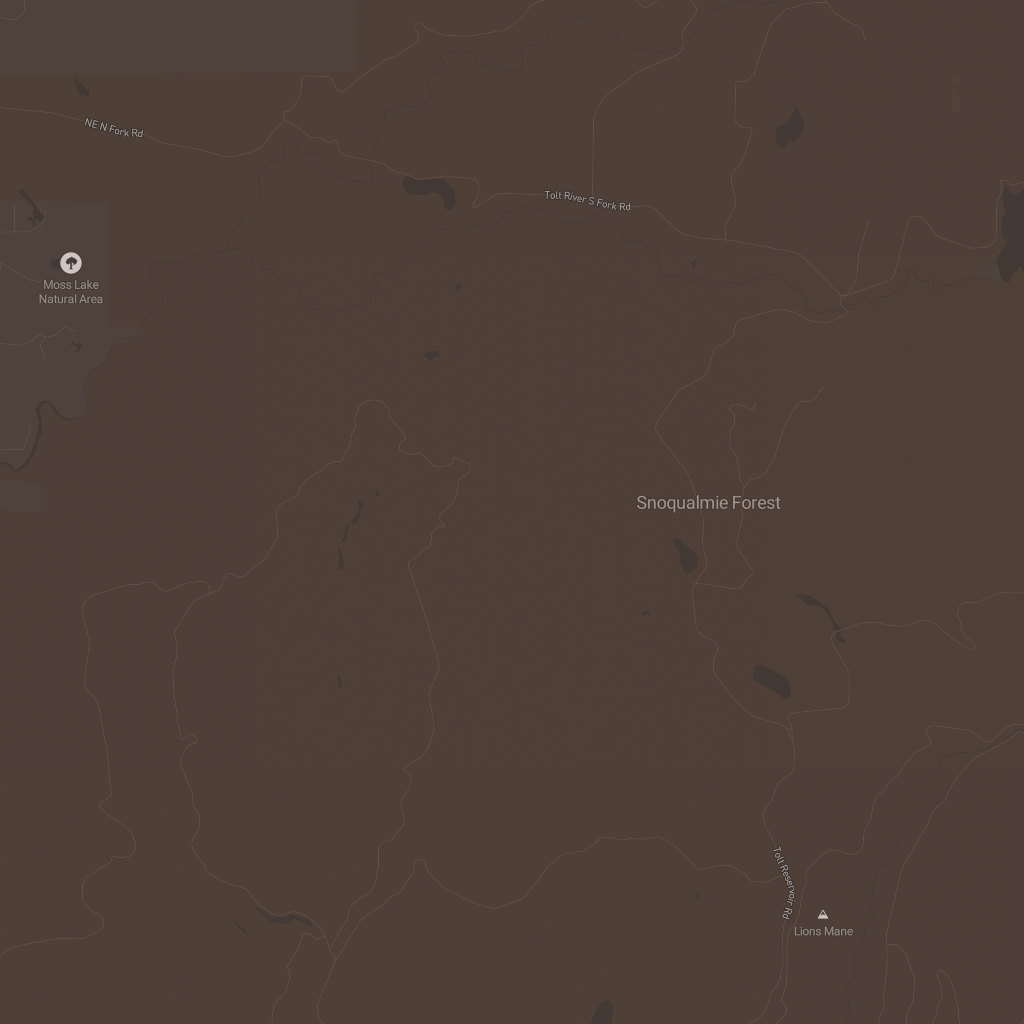 NE N Fork Rd
Tolt River S Fork Rd
Moss Lake
Natural Area
Snoqualmie Forest
Tolt Reservoir Rd
Lions Mane